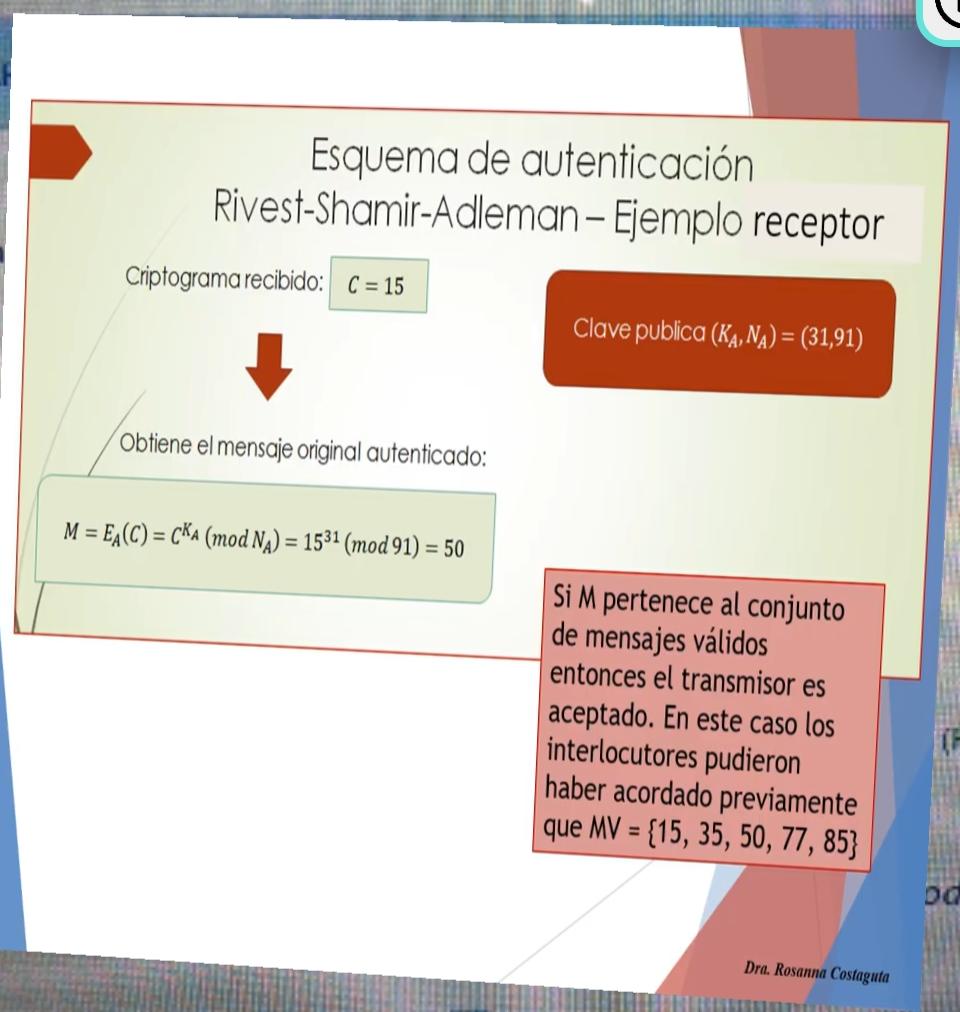 Esquema de autenticación
Rivest-Shamir-Adleman – Ejemplo receptor
Criptograma recibido: C = 15
Clave publica (K_A, N_A) = (31,91)
Obtiene el mensaje original autenticado:
M = E_A(C) = C^{K_A} (mod N_A) = 15³¹ (mod 91) = 50
Si M pertenece al conjunto
de mensajes válidos
entonces el transmisor es
aceptado. En este caso los
interlocutores pudieron
haber acordado previamente
que MV = {15, 35, 50, 77, 85}
Dra. Rosanna Costaguta